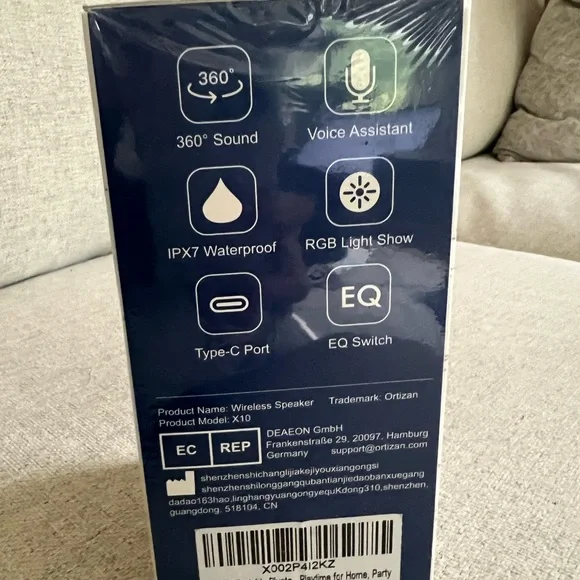 360°
360° Sound
Voice Assistant
IPX7 Waterproof
RGB Light Show
EQ
Type-C Port
EQ Switch
Product Name: Wireless Speaker Trademark: Ortizan
Product Model: X10
EC REP
DEAEON GmbH
Frankenstraße 29, 20097, Hamburg
Germany support@ortizan.com
shenzhenshichanglijiakejiyouxiangongsi
shenzhenshilonggangqubantianjiedaobanxuegang
dadao163hao,linghangyuangongyequKdong310,shenzhen,
guangdong, 518104, CN
X002P4I2KZ
Playtime for Home, Party